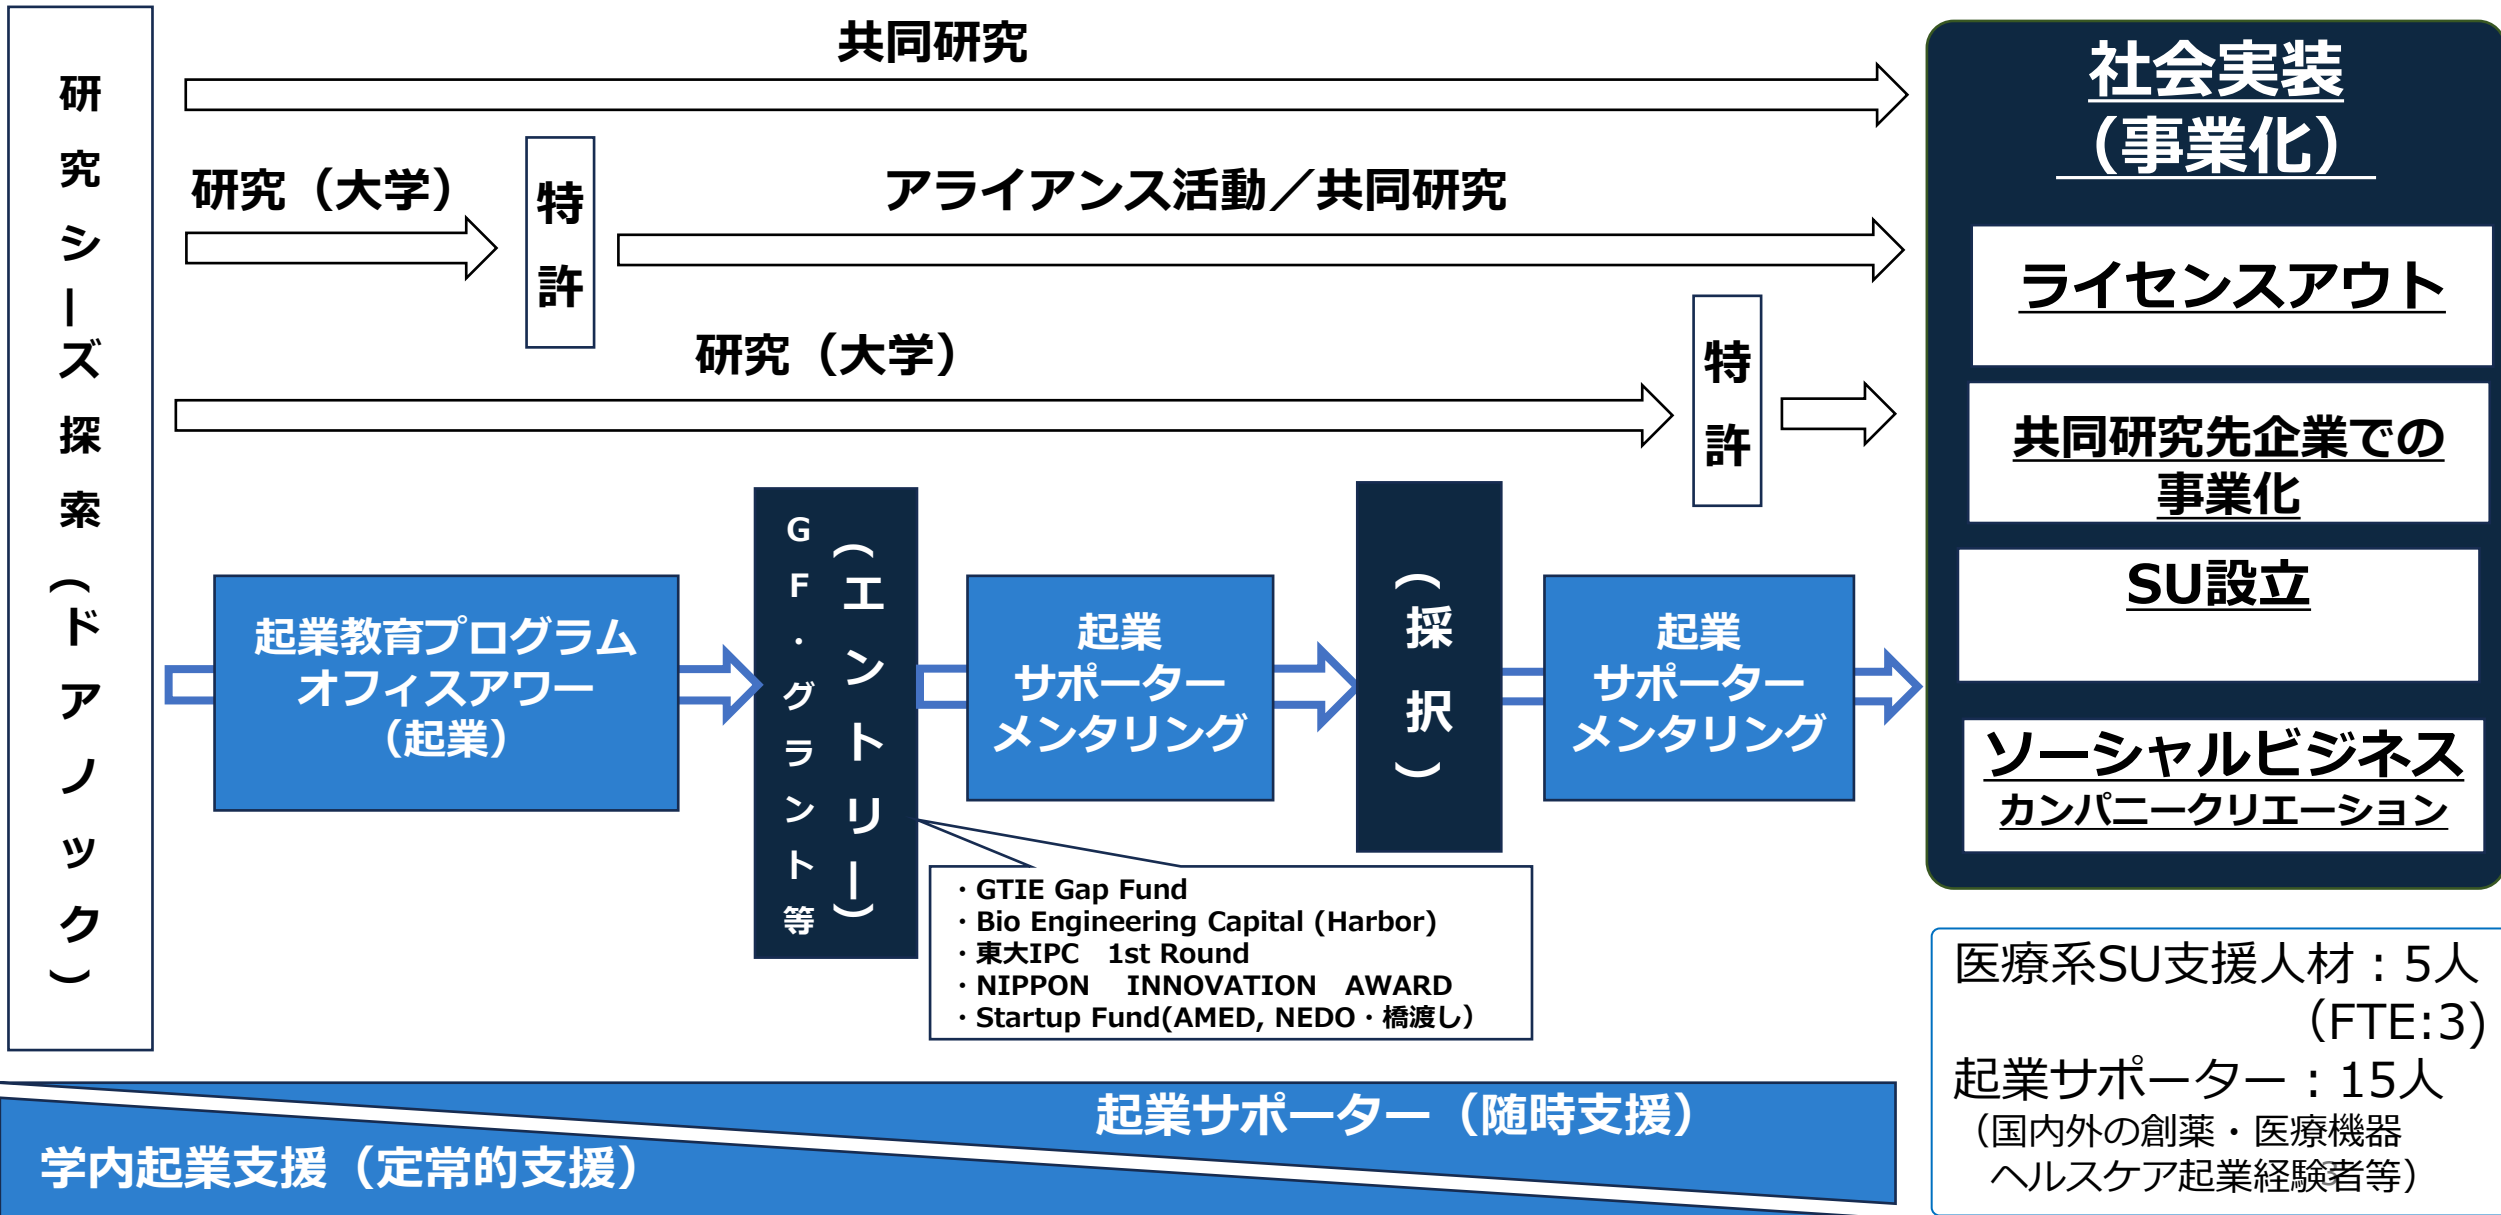 研究シーズ探索(ドアノック)
共同研究
研究(大学)
特許
アライアンス活動/共同研究
研究(大学)
特許
起業教育プログラム
オフィスアワー
(起業)
GF・グラント等
(エントリー)
起業
サポーター
メンタリング
(採択)
起業
サポーター
メンタリング
・GTIE Gap Fund
・Bio Engineering Capital (Harbor)
・東大IPC 1st Round
・NIPPON INNOVATION AWARD
・Startup Fund(AMED, NEDO・橋渡し)
社会実装
(事業化)
ライセンスアウト
共同研究先企業での
事業化
SU設立
ソーシャルビジネス
カンパニークリエーション
起業サポーター(随時支援)
学内起業支援(定常的支援)
医療系SU支援人材:5人
(FTE:3)
起業サポーター:15人
(国内外の創薬・医療機器
ヘルスケア起業経験者等)
3